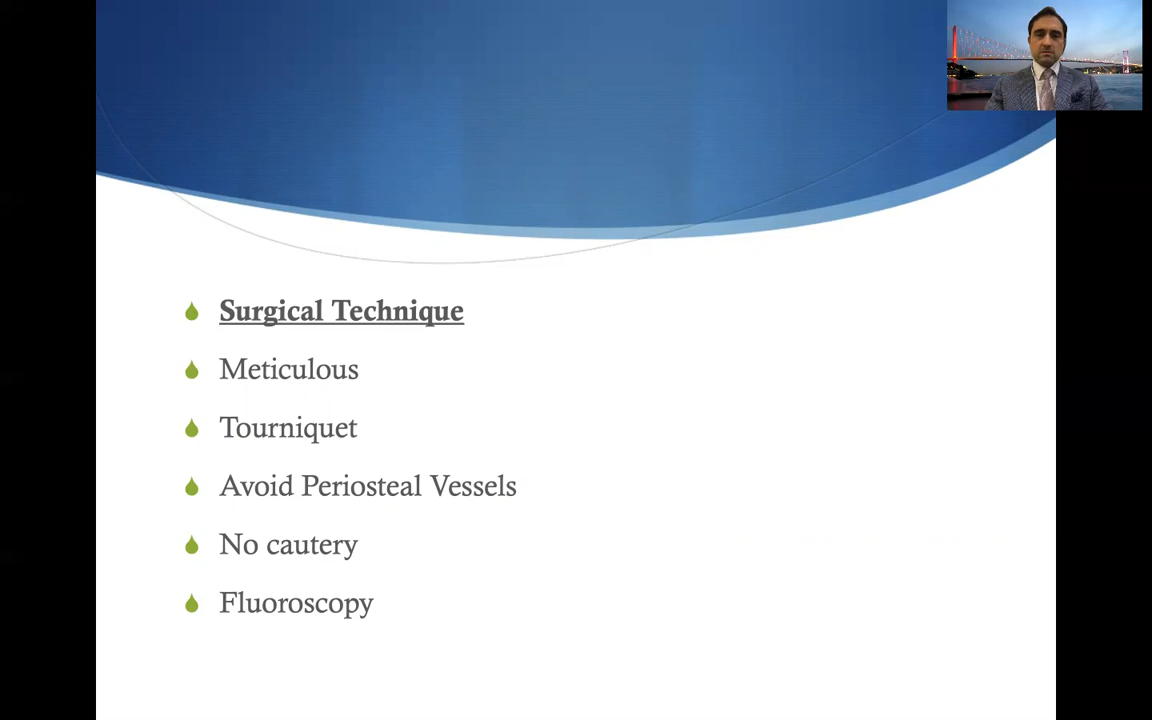 Surgical Technique
Meticulous
Tourniquet
Avoid Periosteal Vessels
No cautery
Fluoroscopy